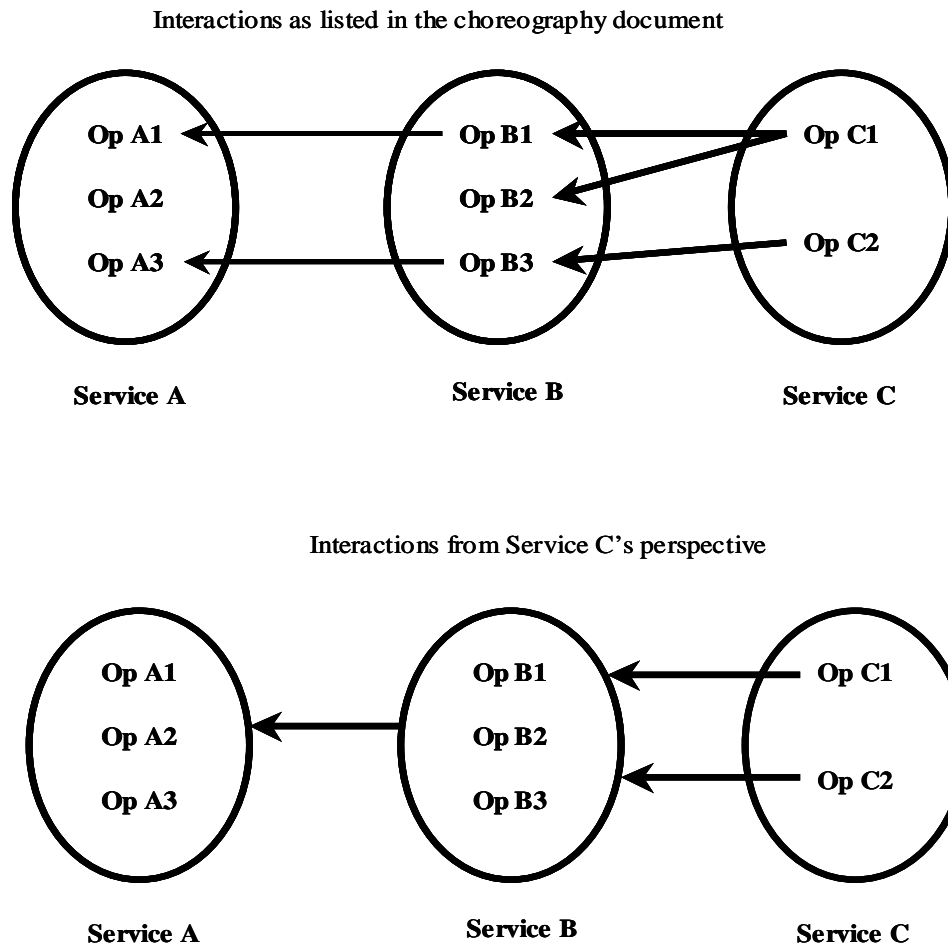 Interactions as listed in the choreography document
Op A1 Op B1 Op C1
Op A2 Op B2
Op C2
Op A3 Op B3
Service A Service B Service C
Interactions from Service C's perspective
Op A1 Op B1 Op C1
Op A2 Op B2
Op C2
Op A3 Op B3
Service A Service B Service C